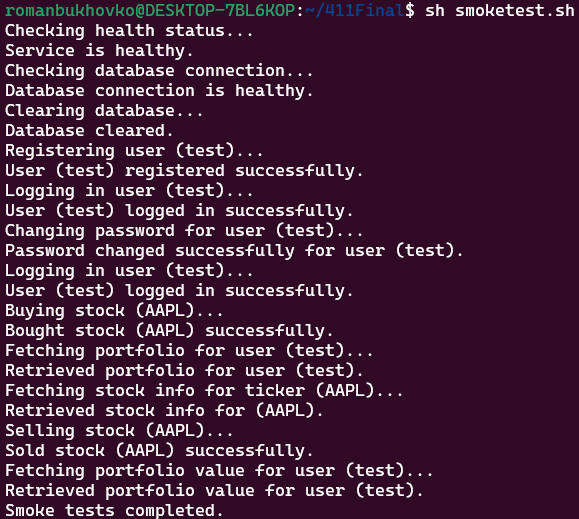 romanbukhovko@DESKTOP-7BL6KOP:~/411Final$ sh smoketest.sh
Checking health status...
Service is healthy.
Checking database connection...
Database connection is healthy.
Clearing database...
Database cleared.
Registering user (test)...
User (test) registered successfully.
Logging in user (test)...
User (test) logged in successfully.
Changing password for user (test)...
Password changed successfully for user (test).
Logging in user (test)...
User (test) logged in successfully.
Buying stock (AAPL)...
Bought stock (AAPL) successfully.
Fetching portfolio for user (test)...
Retrieved portfolio for user (test).
Fetching stock info for ticker (AAPL)...
Retrieved stock info for (AAPL).
Selling stock (AAPL)...
Sold stock (AAPL) successfully.
Fetching portfolio value for user (test)...
Retrieved portfolio value for user (test).
Smoke tests completed.